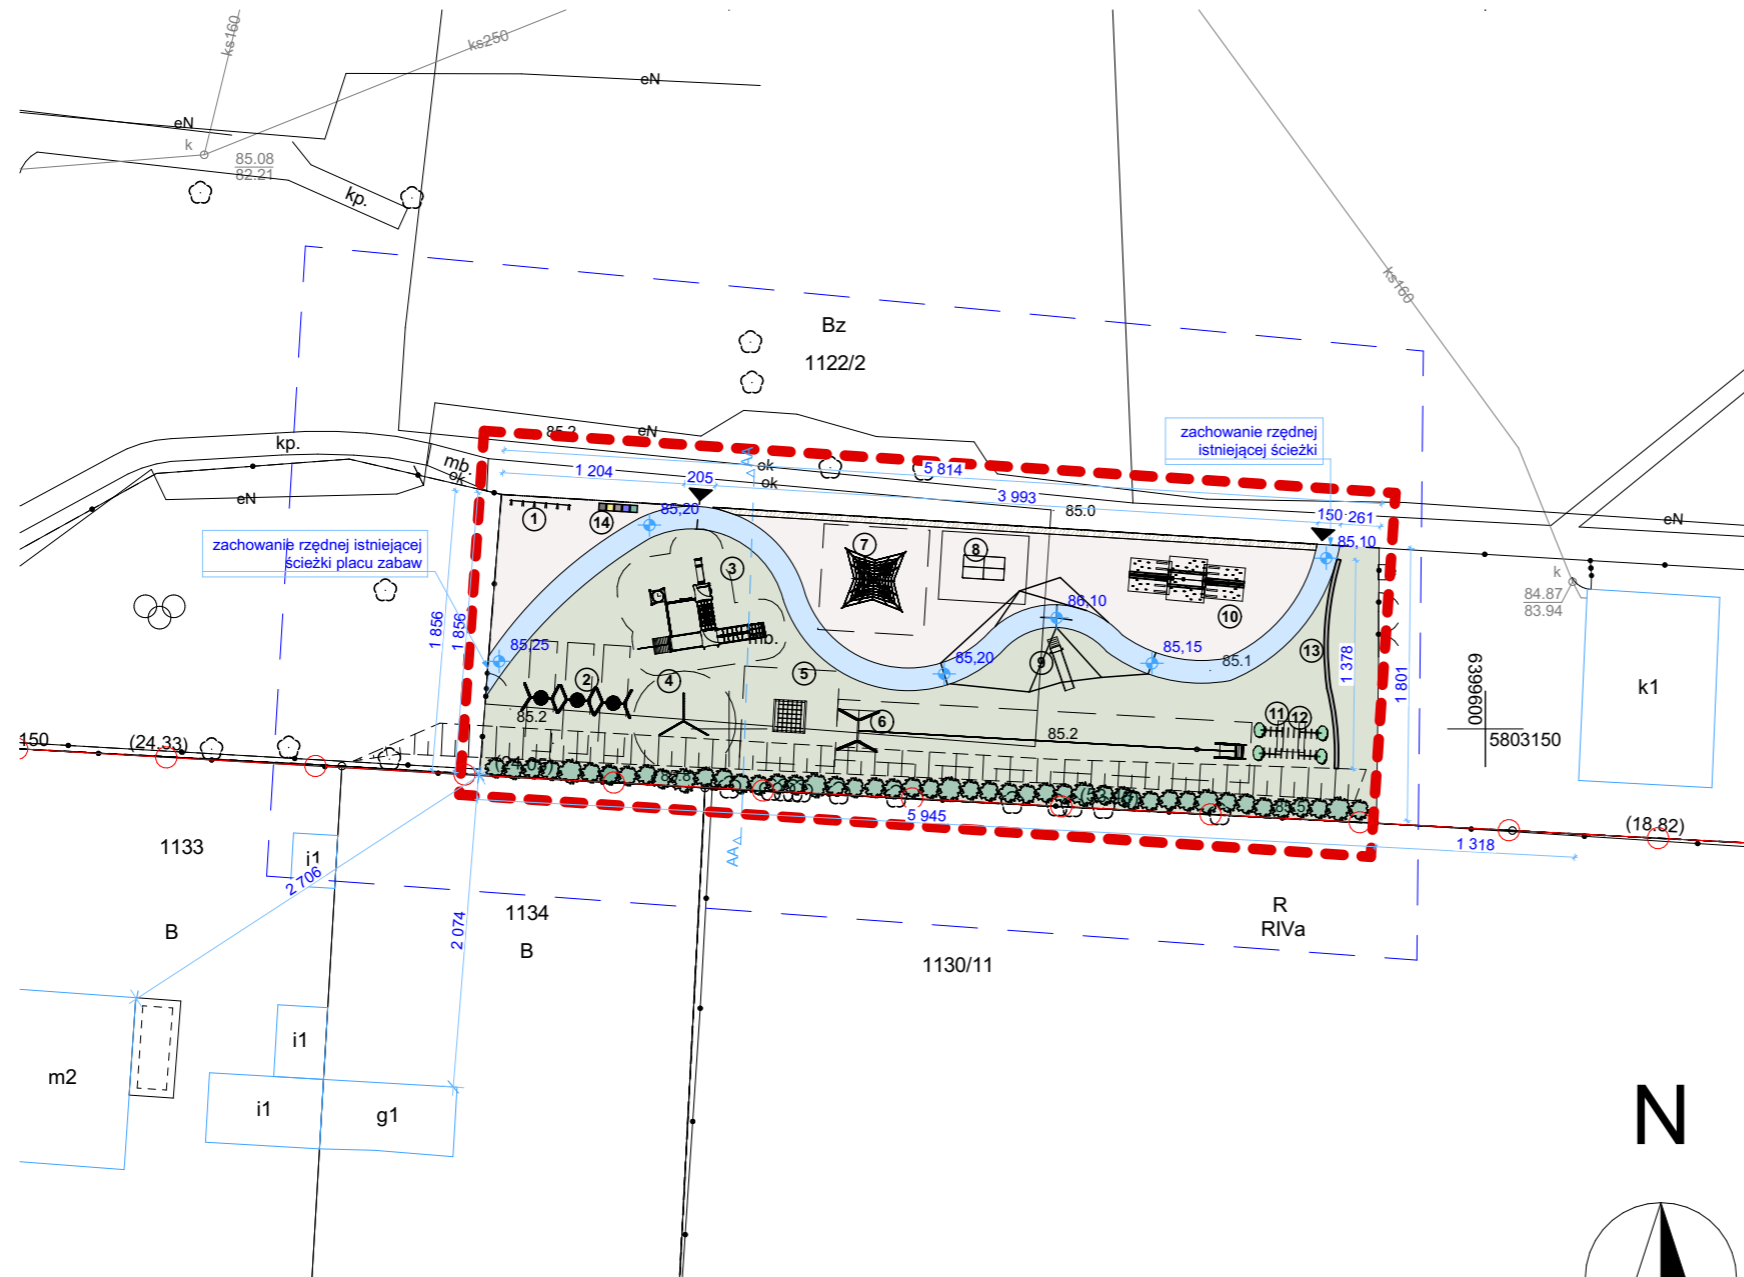 ks160
ks250
eN
eN
k
85.08
82.21
kp.
ks160
Bz
1122/2
zachowanie rzędnej
istniejącej ścieżki
85.2
eN
kp.
mb.
ok
ok
ok
AA
5 814
1 204
205
3 993
150
261
85.0
eN
eN
1
14
85,20
7
8
85,10
zachowanie rzędnej istniejącej
ścieżki placu zabaw
3
k
84.87
83.94
10
86,10
1 856
1 856
mb.
85,25
85,20
9
85,15
85.1
13
1 378
1 801
2
4
5
6
11
12
85.2
85.2
6399600
5803150
k1
150
(24.33)
5 945
1 318
(18.82)
AA
1133
i1
2 706
B
1134
B
2 074
R
RIVa
1130/11
i1
m2
i1
g1
N